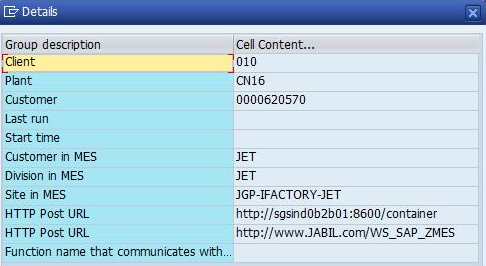 Details
Group description Cell Content...
Client 010
Plant CN16
Customer 0000620570
Last run
Start time
Customer in MES JET
Division in MES JET
Site in MES JGP-IFACTORY-JET
HTTP Post URL http://sgsind0b2b01:8600/container
HTTP Post URL http://www.JABIL.com/WS_SAP_ZMES
Function name that communicates with...